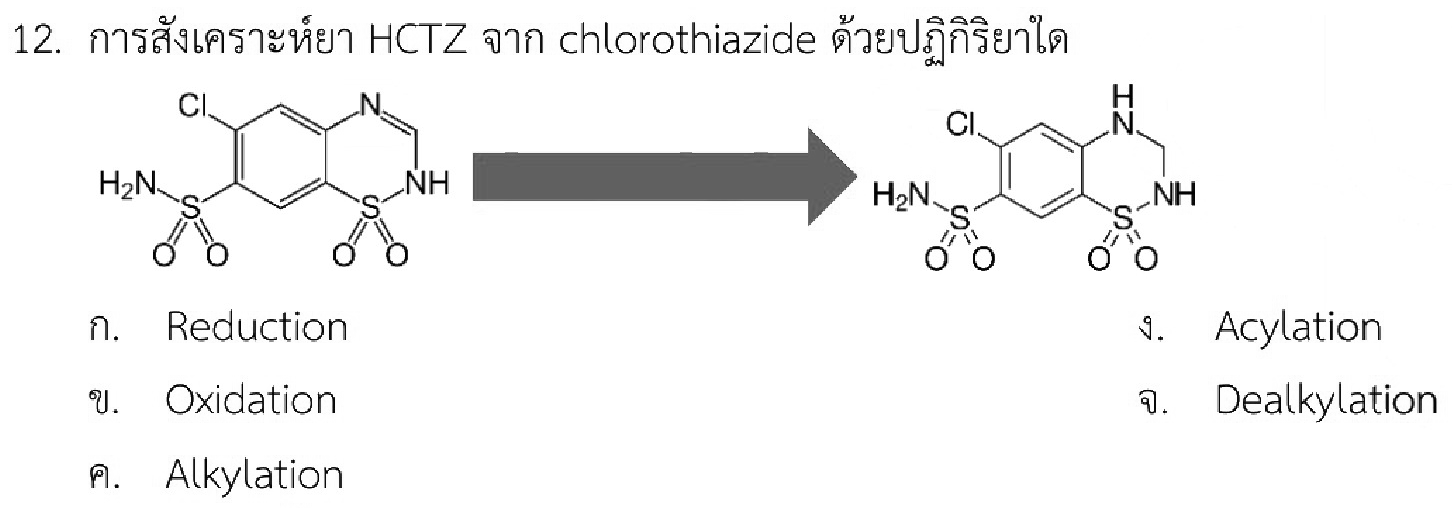 12. การสังเคราะห์ยา HCTZ จาก chlorothiazide ด้วยปฏิกิริยาใด
Cl N
H₂N S NH
S
O O O O
H
Cl N
H₂N S NH
S
O O O O
ก. Reduction
ข. Oxidation
ค. Alkylation
ง. Acylation
จ. Dealkylation